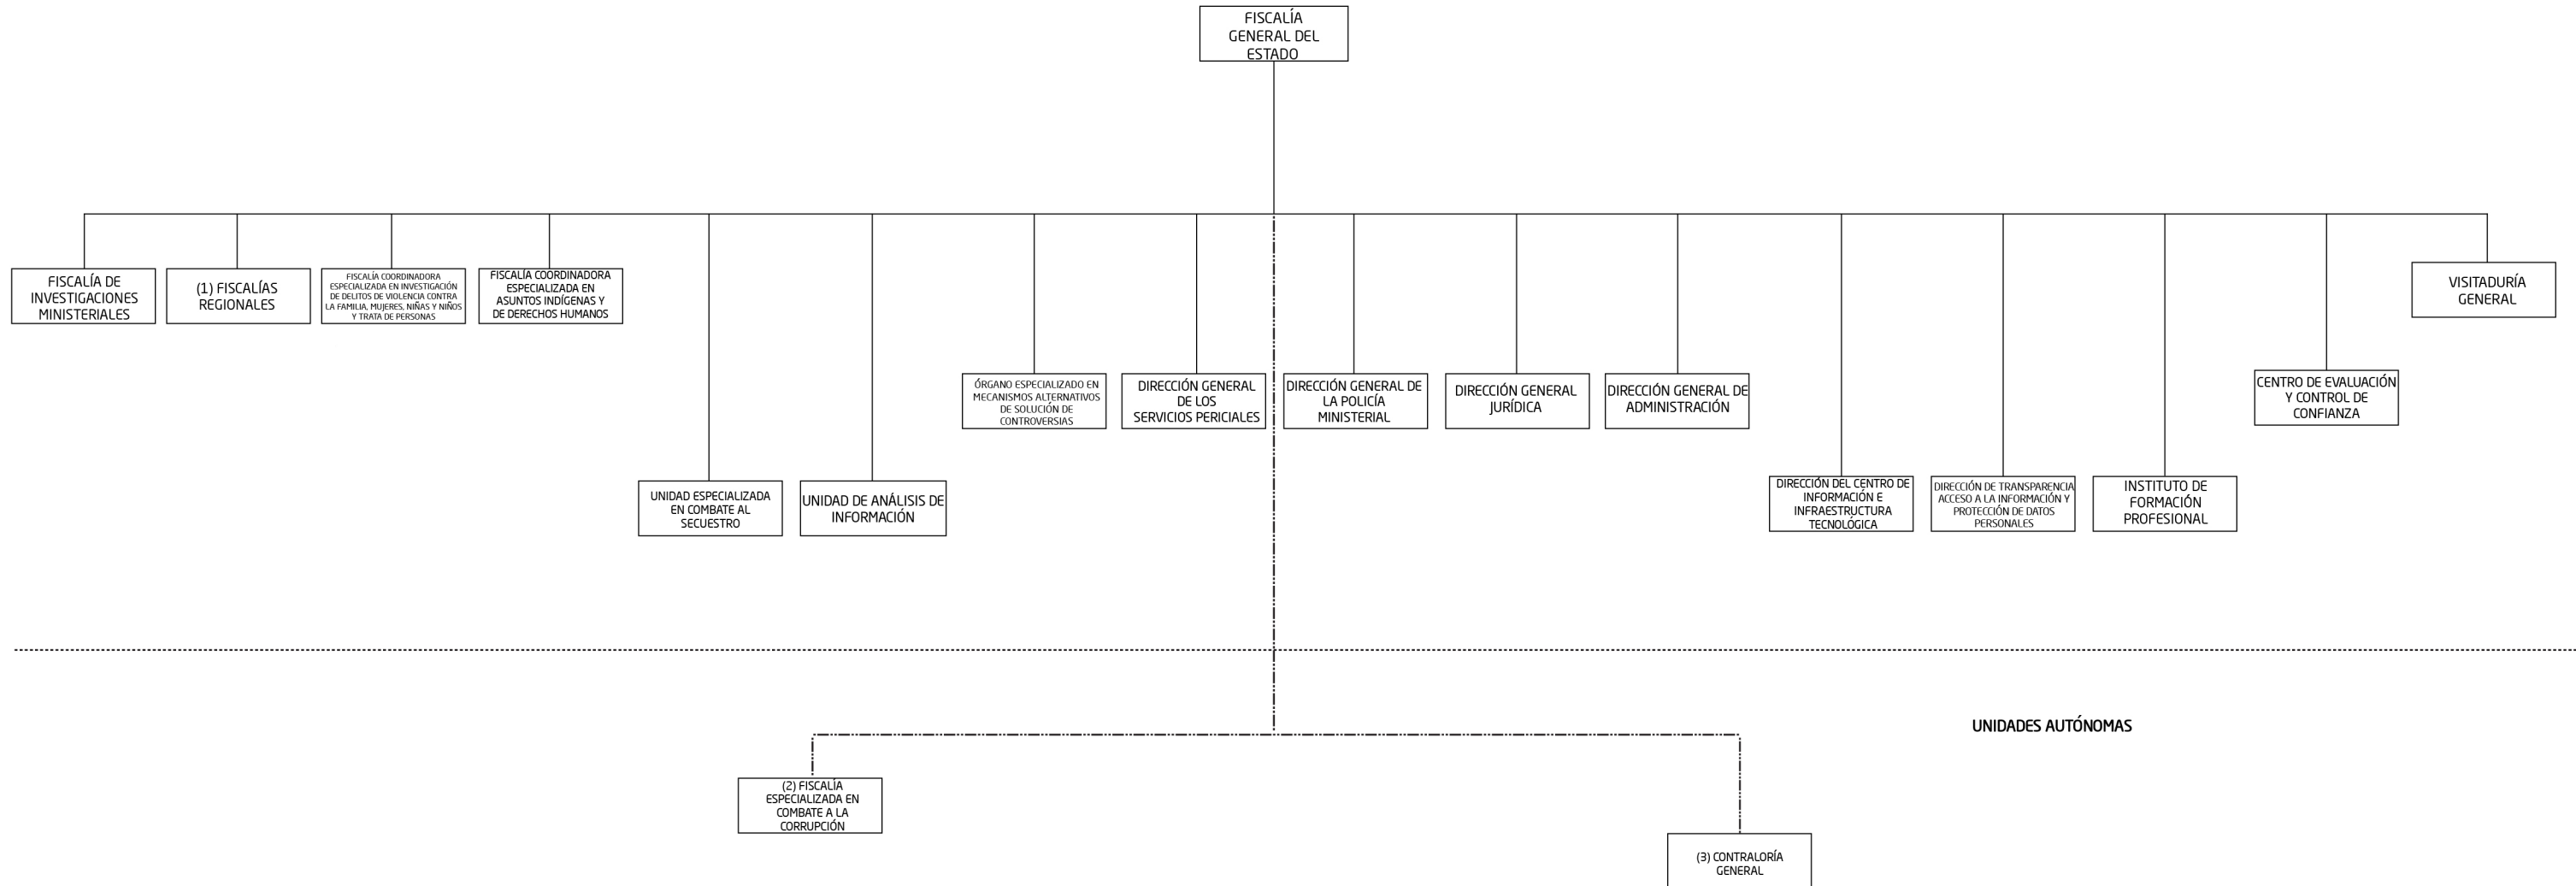 FISCALÍA
GENERAL DEL
ESTADO
FISCALÍA DE
INVESTIGACIONES
MINISTERIALES
(1) FISCALÍAS
REGIONALES
FISCALÍA COORDINADORA
ESPECIALIZADA EN INVESTIGACIÓN
DE DELITOS DE VIOLENCIA CONTRA
LA FAMILIA, MUJERES, NIÑAS Y NIÑOS
Y TRATA DE PERSONAS
FISCALÍA COORDINADORA
ESPECIALIZADA EN
ASUNTOS INDÍGENAS Y
DE DERECHOS HUMANOS
VISITADURÍA
GENERAL
ÓRGANO ESPECIALIZADO EN
MECANISMOS ALTERNATIVOS
DE SOLUCIÓN DE
CONTROVERSIAS
DIRECCIÓN GENERAL
DE LOS
SERVICIOS PERICIALES
DIRECCIÓN GENERAL DE
LA POLICÍA
MINISTERIAL
DIRECCIÓN GENERAL
JURÍDICA
DIRECCIÓN GENERAL DE
ADMINISTRACIÓN
CENTRO DE EVALUACIÓN
Y CONTROL DE
CONFIANZA
UNIDAD ESPECIALIZADA
EN COMBATE AL
SECUESTRO
UNIDAD DE ANÁLISIS DE
INFORMACIÓN
DIRECCIÓN DEL CENTRO DE
INFORMACIÓN E
INFRAESTRUCTURA
TECNOLÓGICA
DIRECCIÓN DE TRANSPARENCIA
ACCESO A LA INFORMACIÓN Y
PROTECCIÓN DE DATOS
PERSONALES
INSTITUTO DE
FORMACIÓN
PROFESIONAL
UNIDADES AUTÓNOMAS
(2) FISCALÍA
ESPECIALIZADA EN
COMBATE A LA
CORRUPCIÓN
(3) CONTRALORÍA
GENERAL